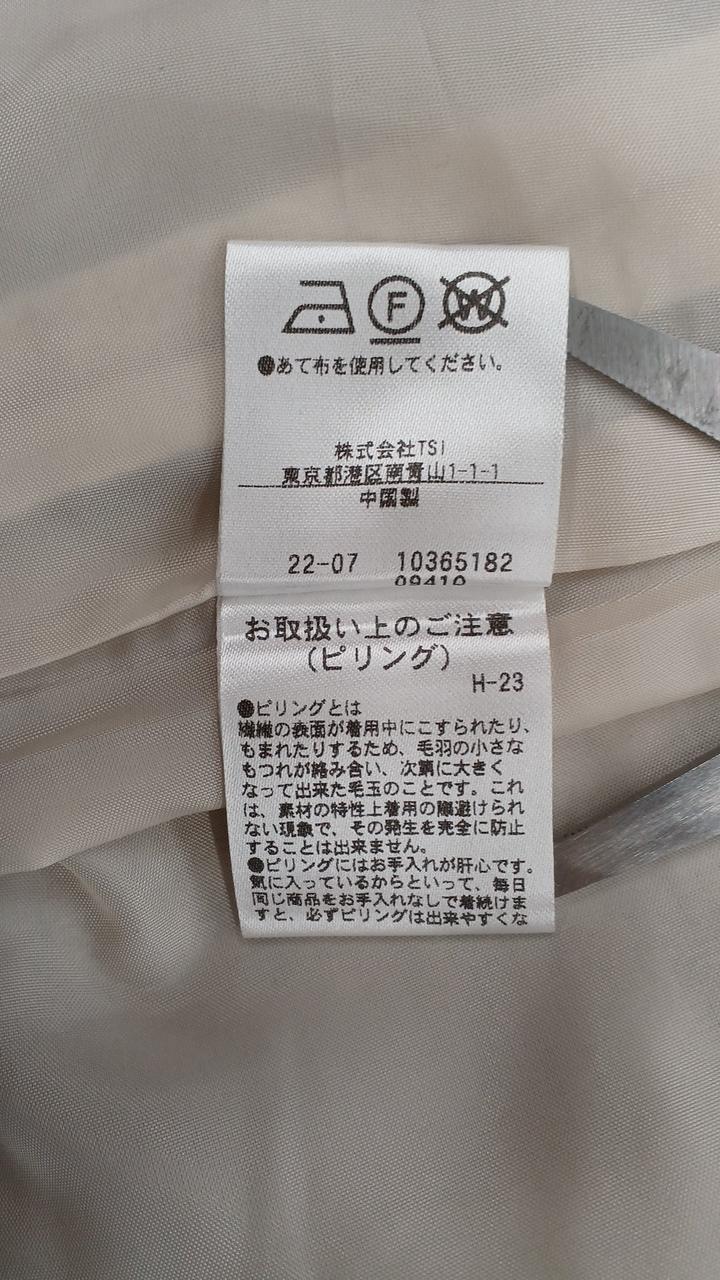 F
W
●あて布を使用してください。
株式会社TSI
東京都港区南青山1-1-1
中国製
22-07 10365182
09410
お取扱い上のご注意
(ピリング)
H-23
●ピリングとは
繊維の表面が着用中にこすられたり、
もまれたりするため、毛羽の小さな
もつれが絡み合い、次第に大きく
なって出来た毛玉のことです。これ
は、素材の特性上着用の際避けられ
ない現象で、その発生を完全に防止
することは出来ません。
●ピリングにはお手入れが肝心です。
気に入っているからといって、毎日
同じ商品をお手入れなしで着続けま
すと、必ずピリングは出来やすくな